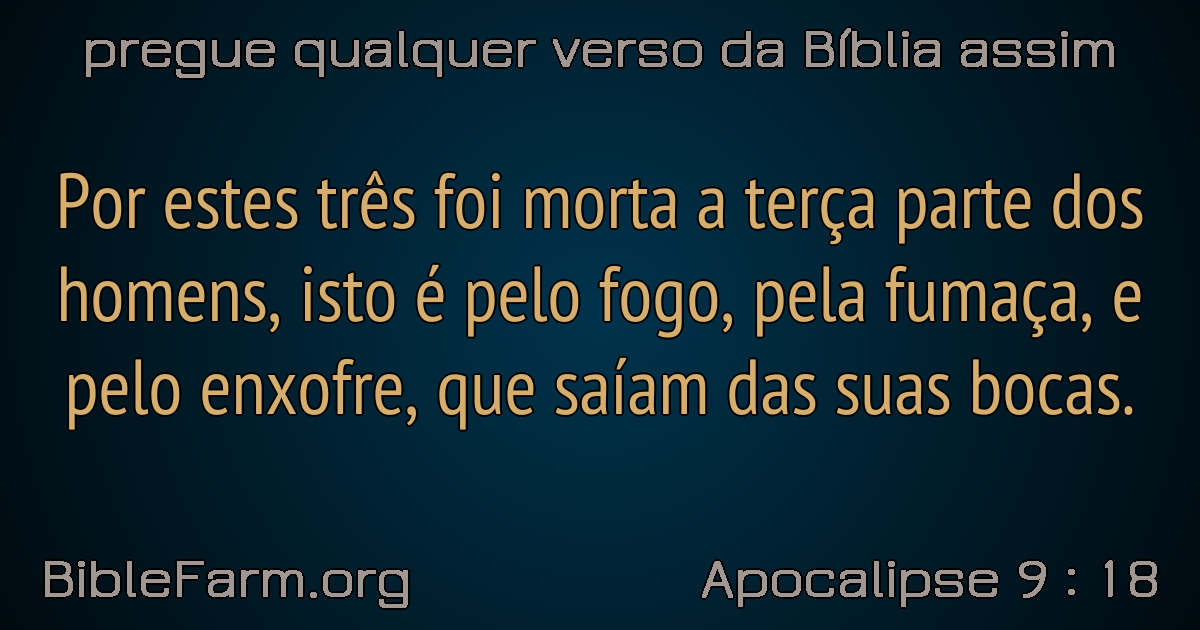 pregue qualquer verso da Bíblia assim
Por estes três foi morta a terça parte dos
homens, isto é pelo fogo, pela fumaça, e
pelo enxofre, que saíam das suas bocas.
BibleFarm.org
Apocalipse 9 : 18